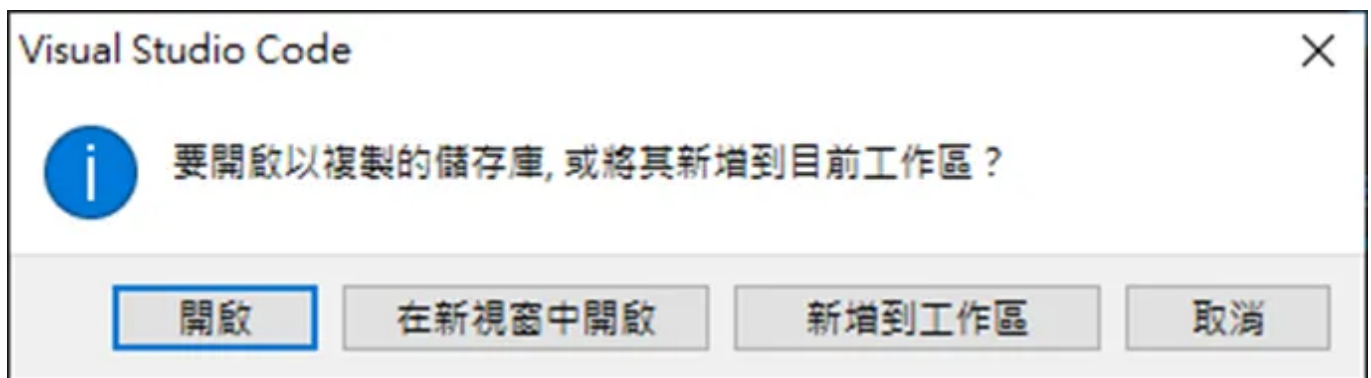 Visual Studio Code
要開啟以複製的儲存庫, 或將其新增到目前工作區？
開啟
在新視窗中開啟
新增到工作區
取消